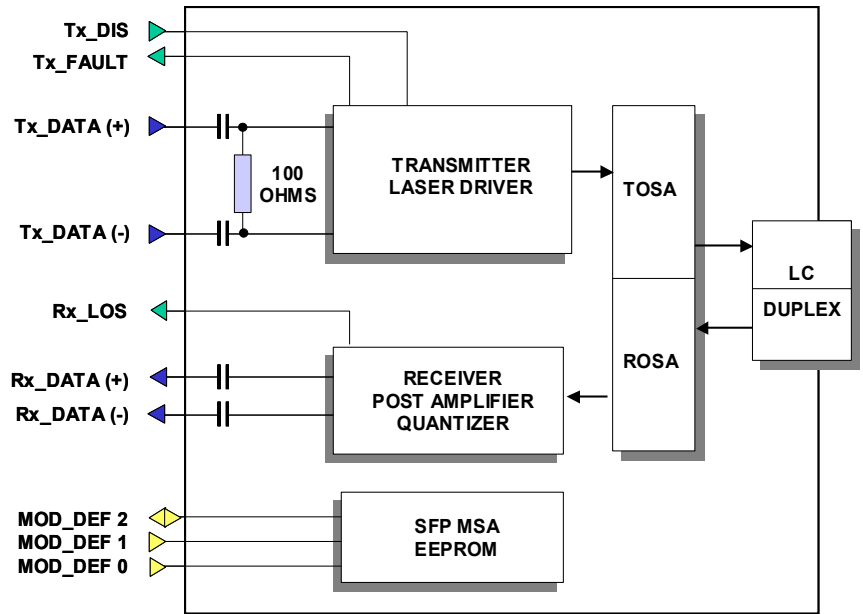 Tx_DIS
Tx_FAULT
Tx_DATA (+)
100
OHMS
TRANSMITTER
LASER DRIVER
TOSA
Tx_DATA (-)
LC
DUPLEX
Rx_LOS
ROSA
Rx_DATA (+)
Rx_DATA (-)
RECEIVER
POST AMPLIFIER
QUANTIZER
MOD_DEF 2
MOD_DEF 1
MOD_DEF 0
SFP MSA
EEPROM